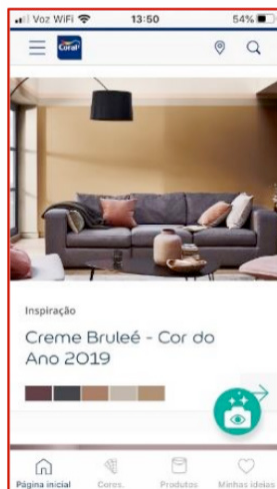 Voz WiFi 13:50 54%
Coral
Inspiração
Creme Bruleé - Cor do
Ano 2019
Página inicial Cores. Produtos Minhas ideias